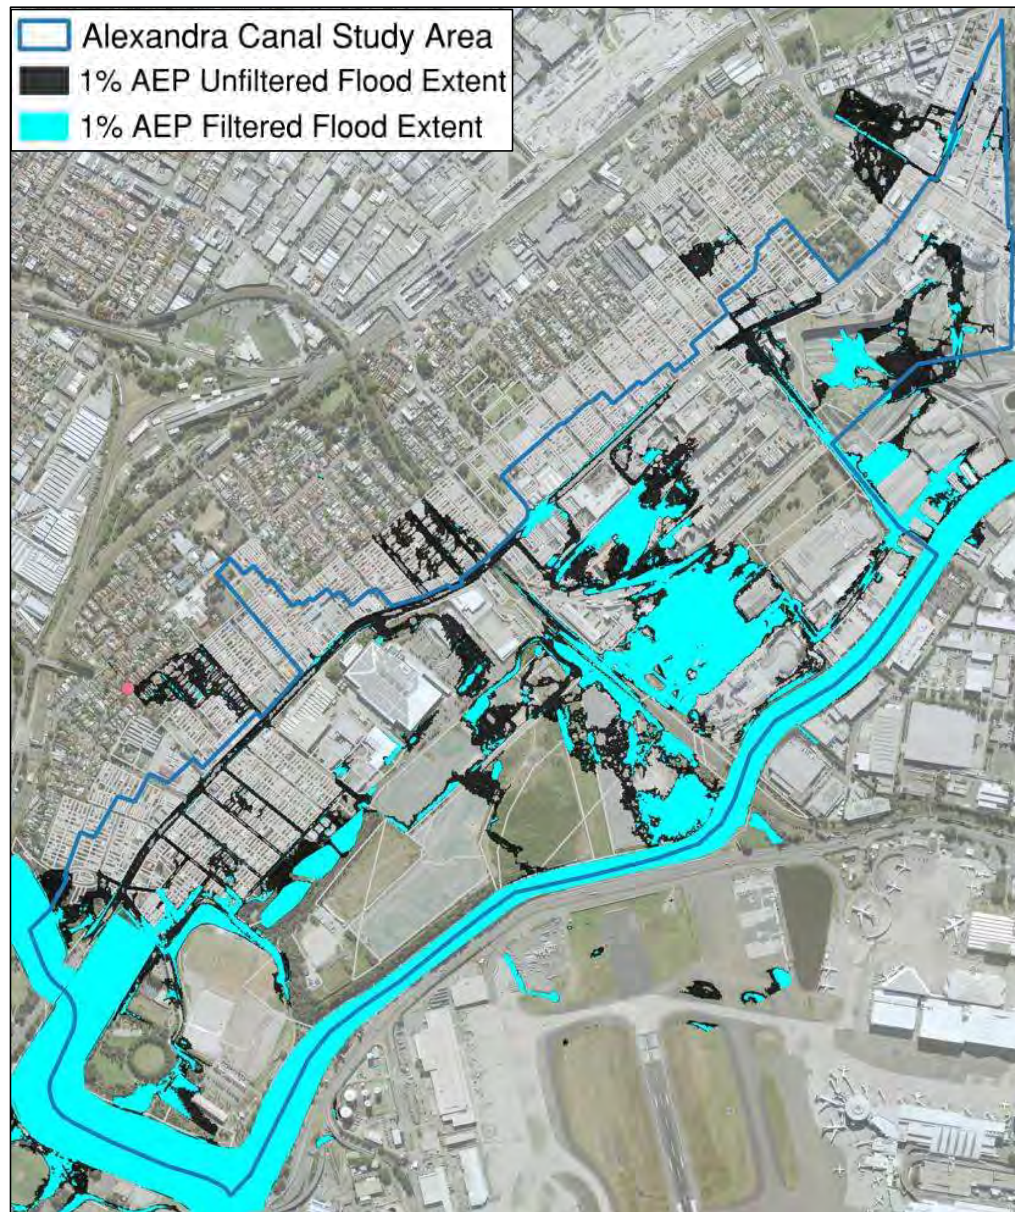 Alexandra Canal Study Area
1% AEP Unfiltered Flood Extent
1% AEP Filtered Flood Extent